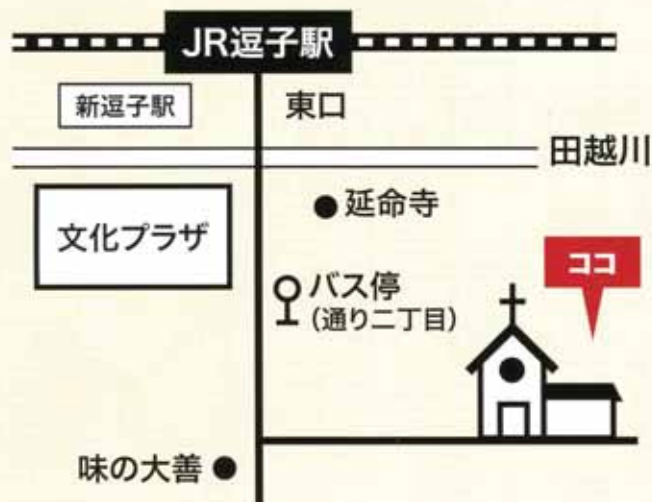 JR逗子駅
新逗子駅
東口
田越川
延命寺
文化プラザ
ココ
バス停
(通り二丁目)
味の大善